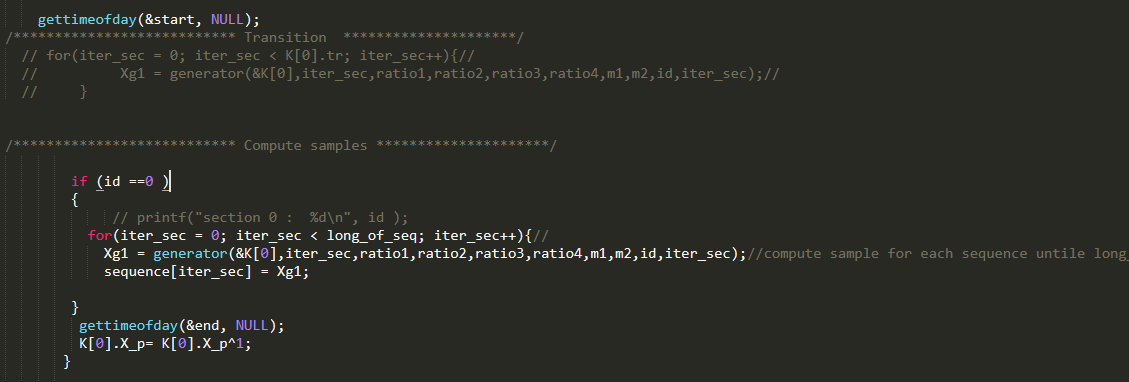 gettimeofday(&start, NULL);
/*************************** Transition  *********************/
// for(iter_sec = 0; iter_sec < K[0].tr; iter_sec++){//
//          Xg1 = generator(&K[0],iter_sec,ratio1,ratio2,ratio3,ratio4,m1,m2,id,iter_sec);//
//     }
/*************************** Compute samples *********************/
if (id ==0 )
{
// printf("section 0 :  %d\n", id );
for(iter_sec = 0; iter_sec < long_of_seq; iter_sec++){//
Xg1 = generator(&K[0],iter_sec,ratio1,ratio2,ratio3,ratio4,m1,m2,id,iter_sec);//compute sample for each sequence untile long_
sequence[iter_sec] = Xg1;
}
gettimeofday(&end, NULL);
K[0].X_p= K[0].X_p^1;
}